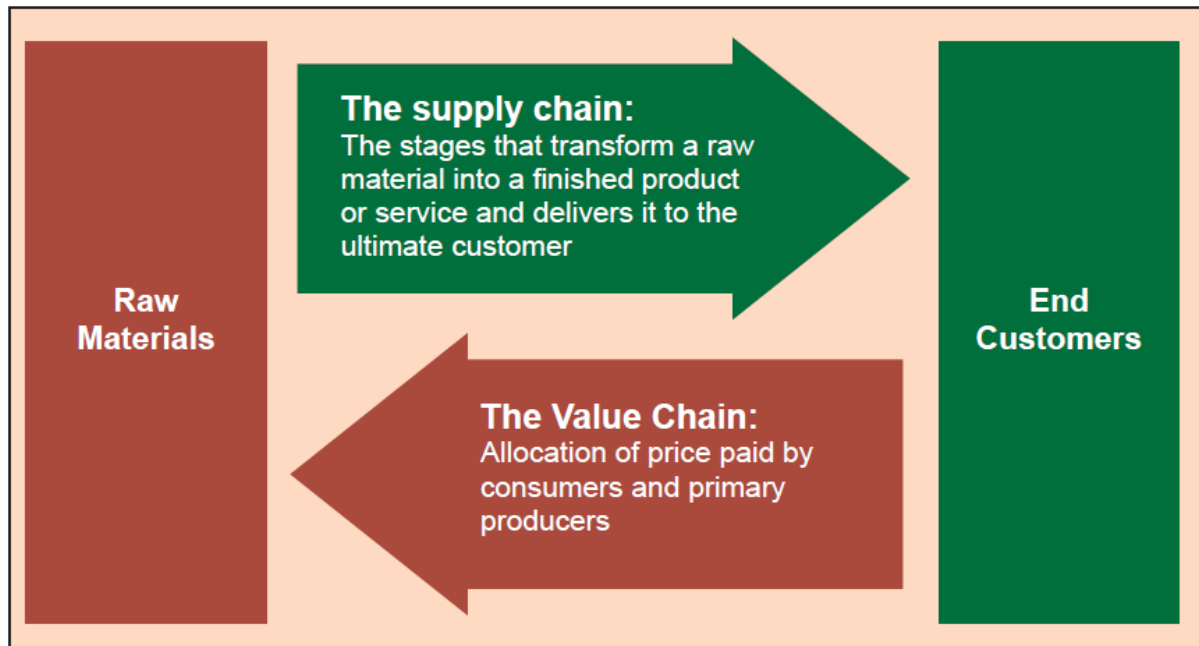 The supply chain:
The stages that transform a raw
material into a finished product
or service and delivers it to the
ultimate customer
Raw
Materials
End
Customers
The Value Chain:
Allocation of price paid by
consumers and primary
producers